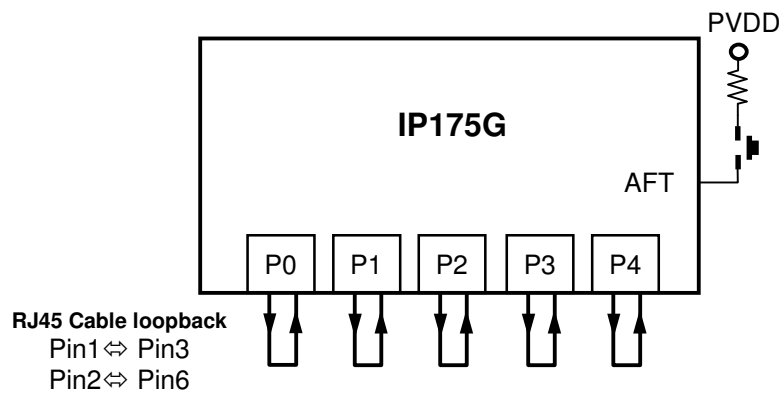 PVDD
IP175G
AFT
P0 P1 P2 P3 P4
RJ45 Cable loopback
Pin1⇔ Pin3
Pin2⇔ Pin6